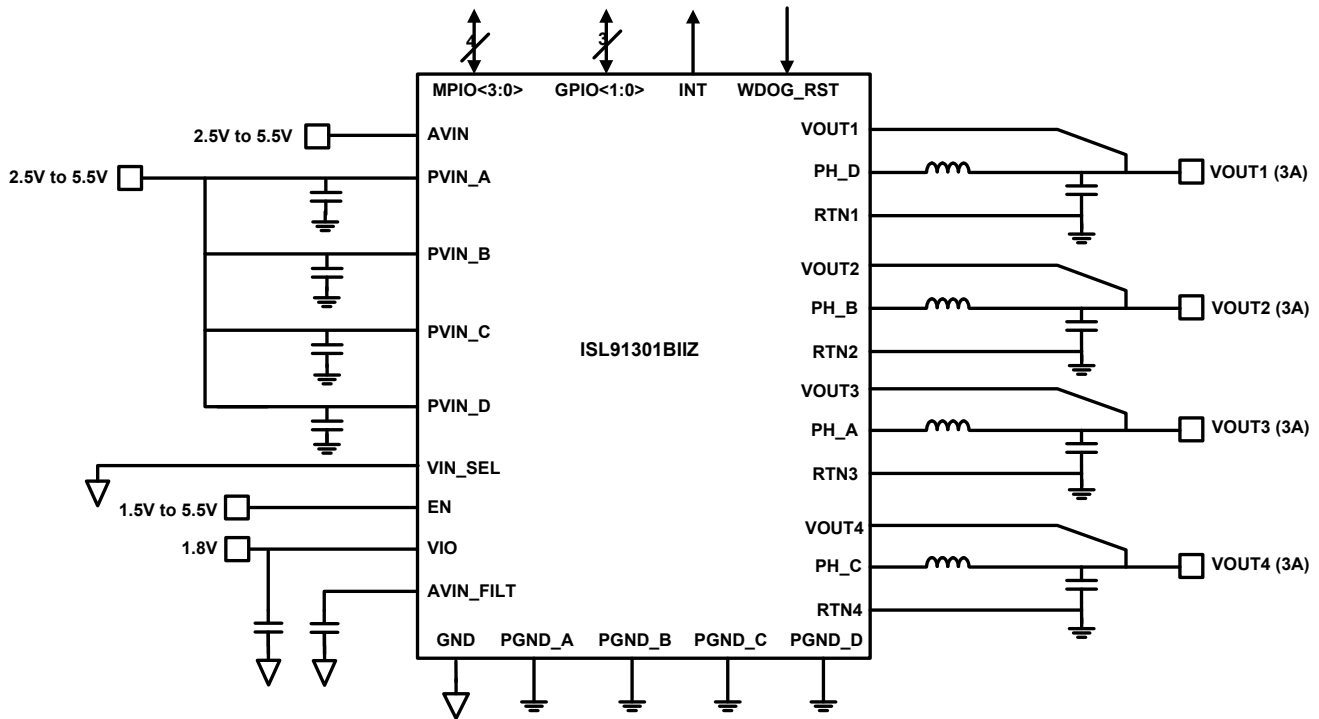 4
3
MPIO<3:0> GPIO<1:0> INT WDOG_RST
2.5V to 5.5V
AVIN
VOUT1
2.5V to 5.5V
PVIN_A
PH_D
VOUT1 (3A)
RTN1
PVIN_B
VOUT2
PH_B
VOUT2 (3A)
PVIN_C
ISL91301BIIZ
RTN2
VOUT3
PVIN_D
PH_A
VOUT3 (3A)
VIN_SEL
RTN3
1.5V to 5.5V
EN
VOUT4
1.8V
VIO
PH_C
VOUT4 (3A)
AVIN_FILT
RTN4
GND PGND_A PGND_B PGND_C PGND_D